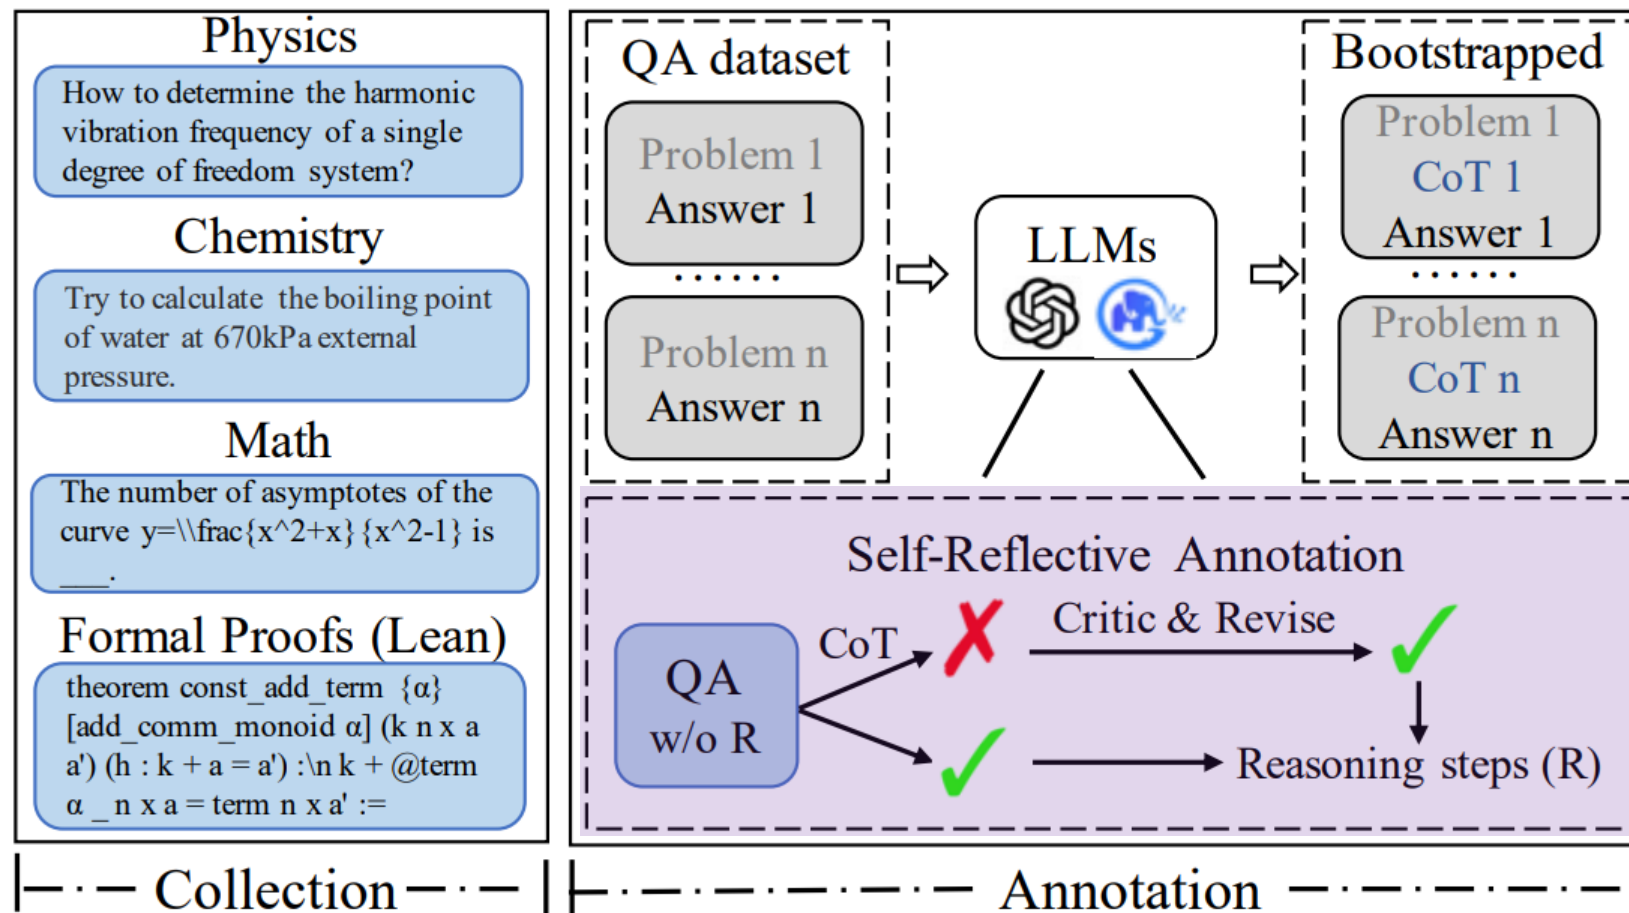 Physics
How to determine the harmonic
vibration frequency of a single
degree of freedom system?
Chemistry
Try to calculate the boiling point
of water at 670kPa external
pressure.
Math
The number of asymptotes of the
curve y=\\frac{x^2+x}{x^2-1} is
___.
Formal Proofs (Lean)
theorem const_add_term {α}
[add_comm_monoid α] (k n x a
a') (h : k + a = a') :\n k + @term
α _ n x a = term n x a' :=
Collection
QA dataset
Problem 1
Answer 1
......
Problem n
Answer n
LLMs
Bootstrapped
Problem 1
CoT 1
Answer 1
......
Problem n
CoT n
Answer n
Self-Reflective Annotation
QA
w/o R
CoT
Critic & Revise
Reasoning steps (R)
Annotation